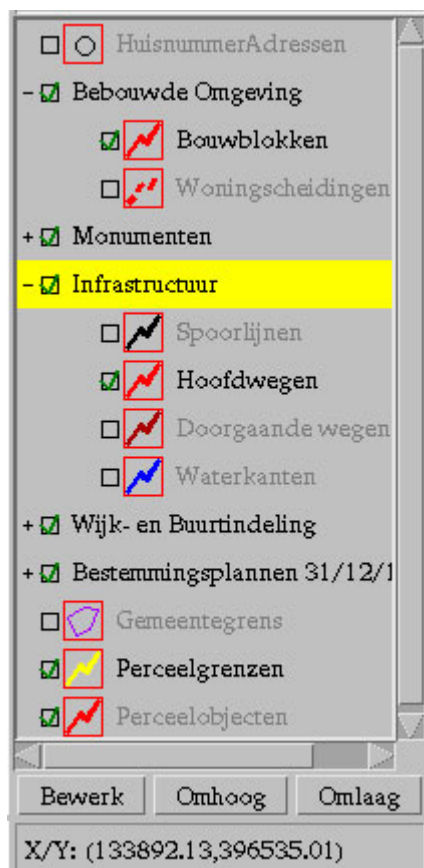 HuisnummerAdressen
Bebouwde Omgeving
Bouwblokken
Woningscheidingen
Monumenten
Infrastructuur
Spoorlijnen
Hoofdwegen
Doorgaande wegen
Waterkanten
Wijk- en Buurtindeling
Bestemmingsplannen 31/12/1
Gemeentegrens
Perceelgrenzen
Perceelobjecten
Bewerk Omhoog Omlaag
X/Y: (133892.13,396535.01)